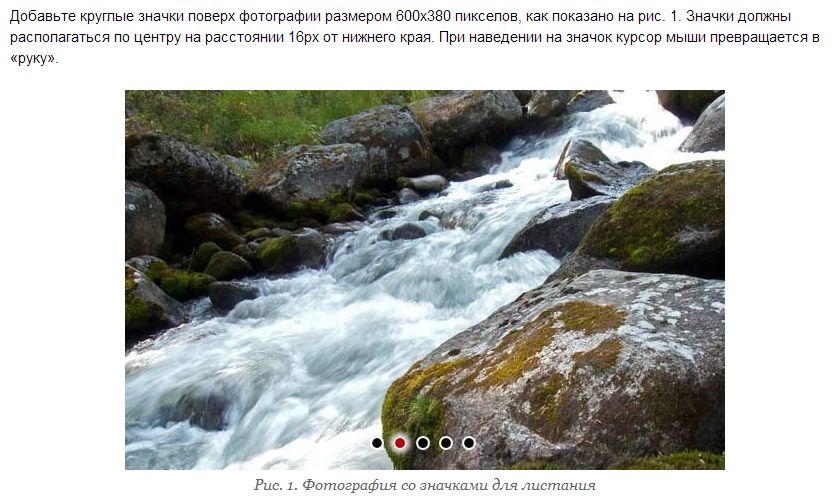 Добавьте круглые значки поверх фотографии размером 600х380 пикселов, как показано на рис. 1. Значки должны
располагаться по центру на расстоянии 16px от нижнего края. При наведении на значок курсор мыши превращается в
«руку».
Рис. 1. Фотография со значками для листания